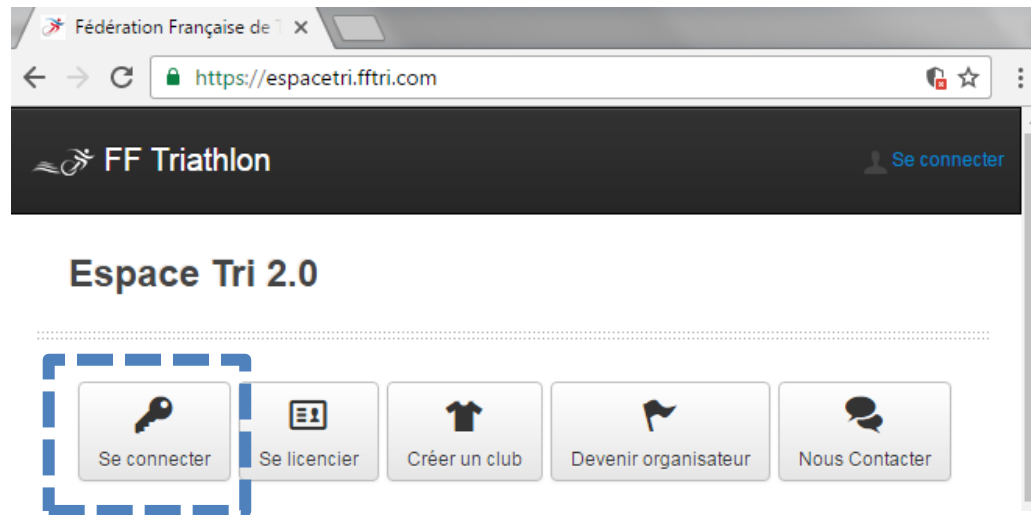 Fédération Française de T
https://espacetri.fftri.com
FF Triathlon
Se connecter
Espace Tri 2.0
Se connecter
Se licencier
Créer un club
Devenir organisateur
Nous Contacter